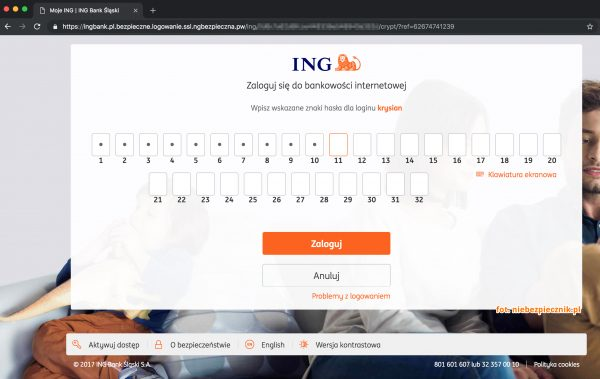 Moje ING | ING Bank Śląski
https://ingbank.pl.bezpieczne.logowanie.ssl.ngbezpieczna.pw/ing/ /crypt/?ref=62674741239
ING
Zaloguj się do bankowości internetowej
Wpisz wskazane znaki hasła dla loginu krysian
1 2 3 4 5 6 7 8 9 10 11 12 13 14 15 16 17 18 19 20
Klawiatura ekranowa
21 22 23 24 25 26 27 28 29 30 31 32
Zaloguj
Anuluj
Problemy z logowaniem
fot: niebezpiecznik.pl
Aktywuj dostęp O bezpieczeństwie EN English Wersja kontrastowa
© 2017 ING Bank Śląski S.A. 801 601 607 lub 32 357 00 10 | Polityka cookies